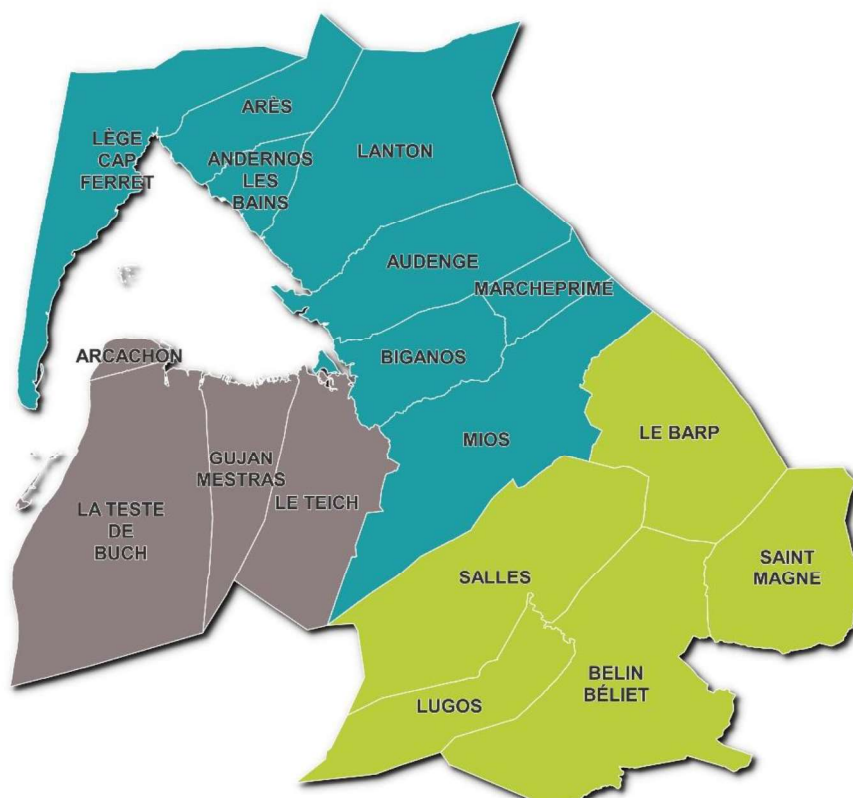 ARÈS
LÈGE
CAP
FERRET
ANDERNOS
LES
BAINS
LANTON
AUDENGE
MARCHEPRIME
ARCACHON
BIGANOS
MIOS
LE BARP
GUJAN
MESTRAS
LE TEICH
LA TESTE
DE
BUCH
SALLES
SAINT
MAGNE
LUGOS
BELIN
BÉLIET